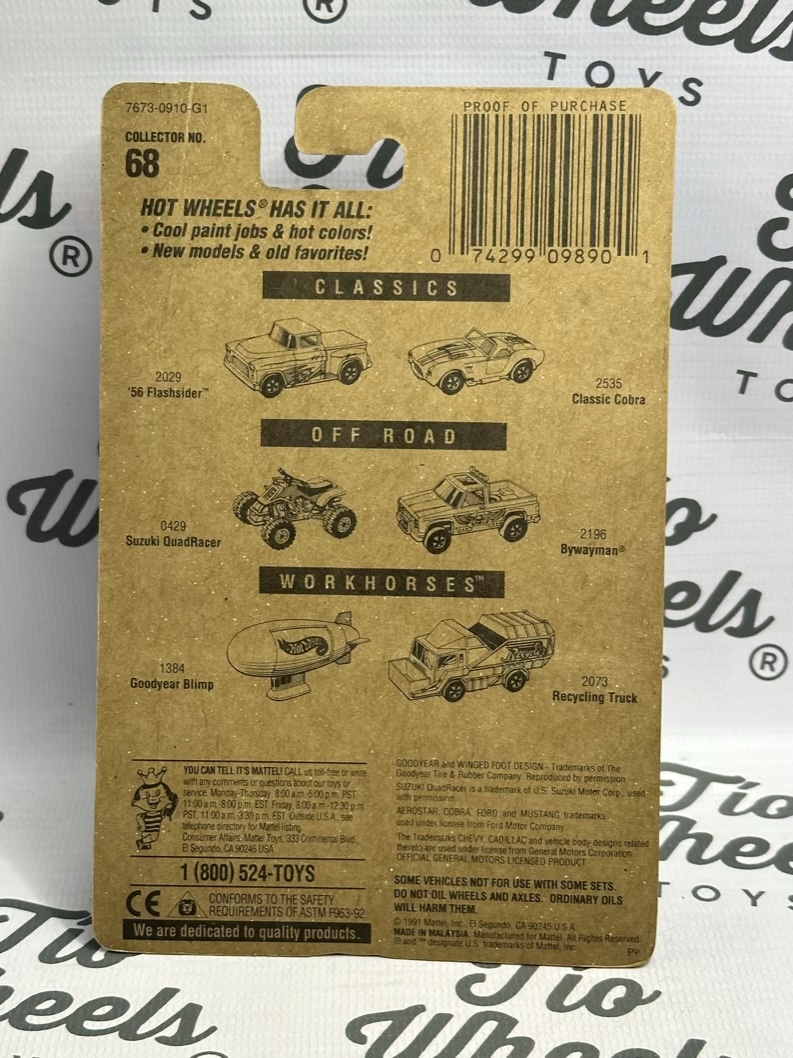 7673-0910-G1
COLLECTOR NO.
68
PROOF OF PURCHASE
0 74299 09890 1
HOT WHEELS® HAS IT ALL:
• Cool paint jobs & hot colors!
• New models & old favorites!
CLASSICS
2029
'56 Flashsider™
2535
Classic Cobra
OFF ROAD
0429
Suzuki QuadRacer
2196
Bywayman®
WORKHORSES™
1384
Goodyear Blimp
Hot Wheels
2073
Recycling Truck
Recycler
YOU CAN TELL IT'S MATTEL! CALL us toll-free or write
with any comments or questions about our toys or
service. Monday-Thursday, 8:00 a.m.-5:00 p.m. PST,
11:00 a.m.-8:00 p.m. EST. Friday, 8:00 a.m.-12:30 p.m.
PST, 11:00 a.m.-3:30 p.m. EST. Outside U.S.A., see
telephone directory for Mattel listing.
Consumer Affairs, Mattel Toys, 333 Continental Blvd.,
El Segundo, CA 90245 USA.
1 (800) 524-TOYS
CE CONFORMS TO THE SAFETY
REQUIREMENTS OF ASTM F963-92
We are dedicated to quality products.
GOODYEAR and WINGED FOOT DESIGN - Trademarks of The
Goodyear Tire & Rubber Company. Reproduced by permission.
SUZUKI QuadRacer is a trademark of U.S. Suzuki Motor Corp., used
with permission.
AEROSTAR, COBRA, FORD and MUSTANG trademarks
used under license from Ford Motor Company.
The Trademarks CHEVY, CADILLAC and vehicle body designs related
thereto are used under license from General Motors Corporation.
OFFICIAL GENERAL MOTORS LICENSED PRODUCT
SOME VEHICLES NOT FOR USE WITH SOME SETS.
DO NOT OIL WHEELS AND AXLES. ORDINARY OILS
WILL HARM THEM.
© 1991 Mattel, Inc., El Segundo, CA 90245 U.S.A.
MADE IN MALAYSIA. Manufactured for Mattel. All Rights Reserved.
® and ™ designate U.S. trademarks of Mattel, Inc.
PP
Wheels
TOYS
®
Tio
Wheels
TOYS